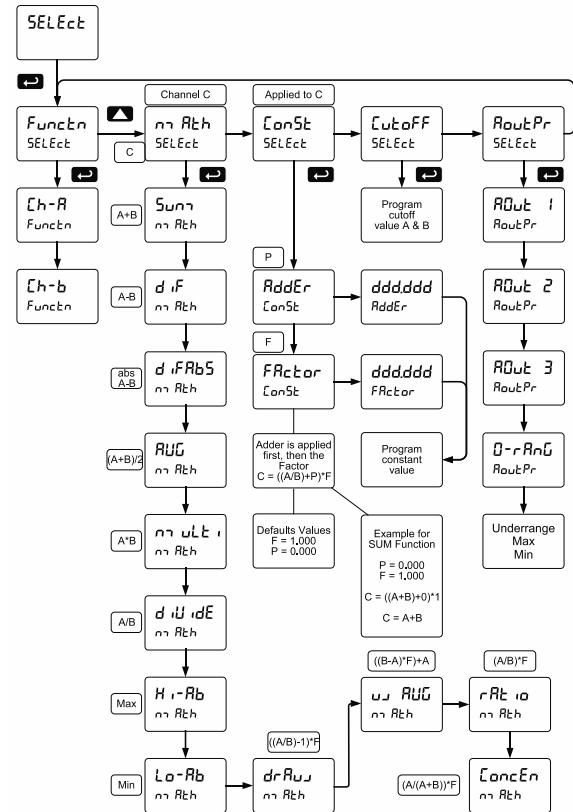 SELEct
Channel C
Applied to C
Functn
SELEct
C
m Ath
SELEct
ConSt
SELEct
CutoFF
SELEct
AoutPr
SELEct
Ch-A
Functn
Ch-b
Functn
A+B
Sum
m Ath
A-B
diF
m Ath
abs
A-B
diFAbS
m Ath
(A+B)/2
AUG
m Ath
A*B
m uLti
m Ath
A/B
diUidE
m Ath
Max
Hi-Ab
m Ath
Min
Lo-Ab
m Ath
((A/B)-1)*F
drAw
m Ath
((B-A)*F)+A
w AUG
m Ath
(A/B)*F
rAtio
m Ath
(A/(A+B))*F
ConcEn
m Ath
P
AddEr
ConSt
ddd.ddd
AddEr
F
FActor
ConSt
ddd.ddd
FActor
Adder is applied
first, then the
Factor
C = ((A/B)+P)*F
Defaults Values
F = 1.000
P = 0.000
Example for
SUM Function
P = 0.000
F = 1.000
C = ((A+B)+0)*1
C = A+B
Program
constant
value
Program
cutoff
value A & B
AOut 1
AoutPr
AOut 2
AoutPr
AOut 3
AoutPr
O-rAnG
AoutPr
Underrange
Max
Min